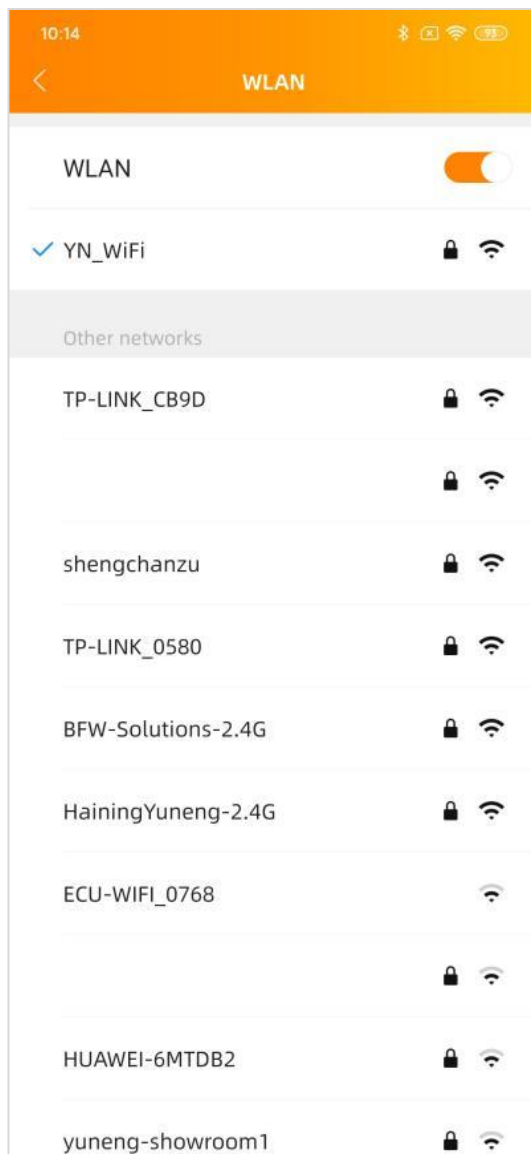 10:14
93
WLAN
WLAN
YN_WiFi
Other networks
TP-LINK_CB9D
shengchanzu
TP-LINK_0580
BFW-Solutions-2.4G
HainingYuneng-2.4G
ECU-WIFI_0768
HUAWEI-6MTDB2
yuneng-showroom1